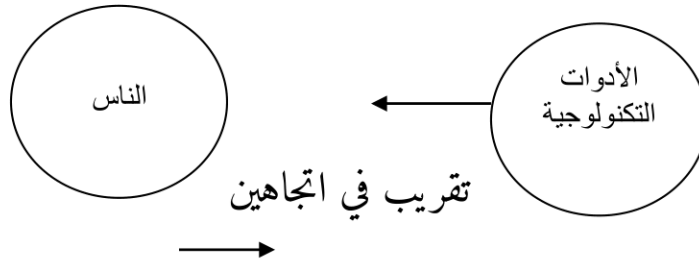 الأدوات
التكنولوجية
الناس
تقريب في اتجاهين